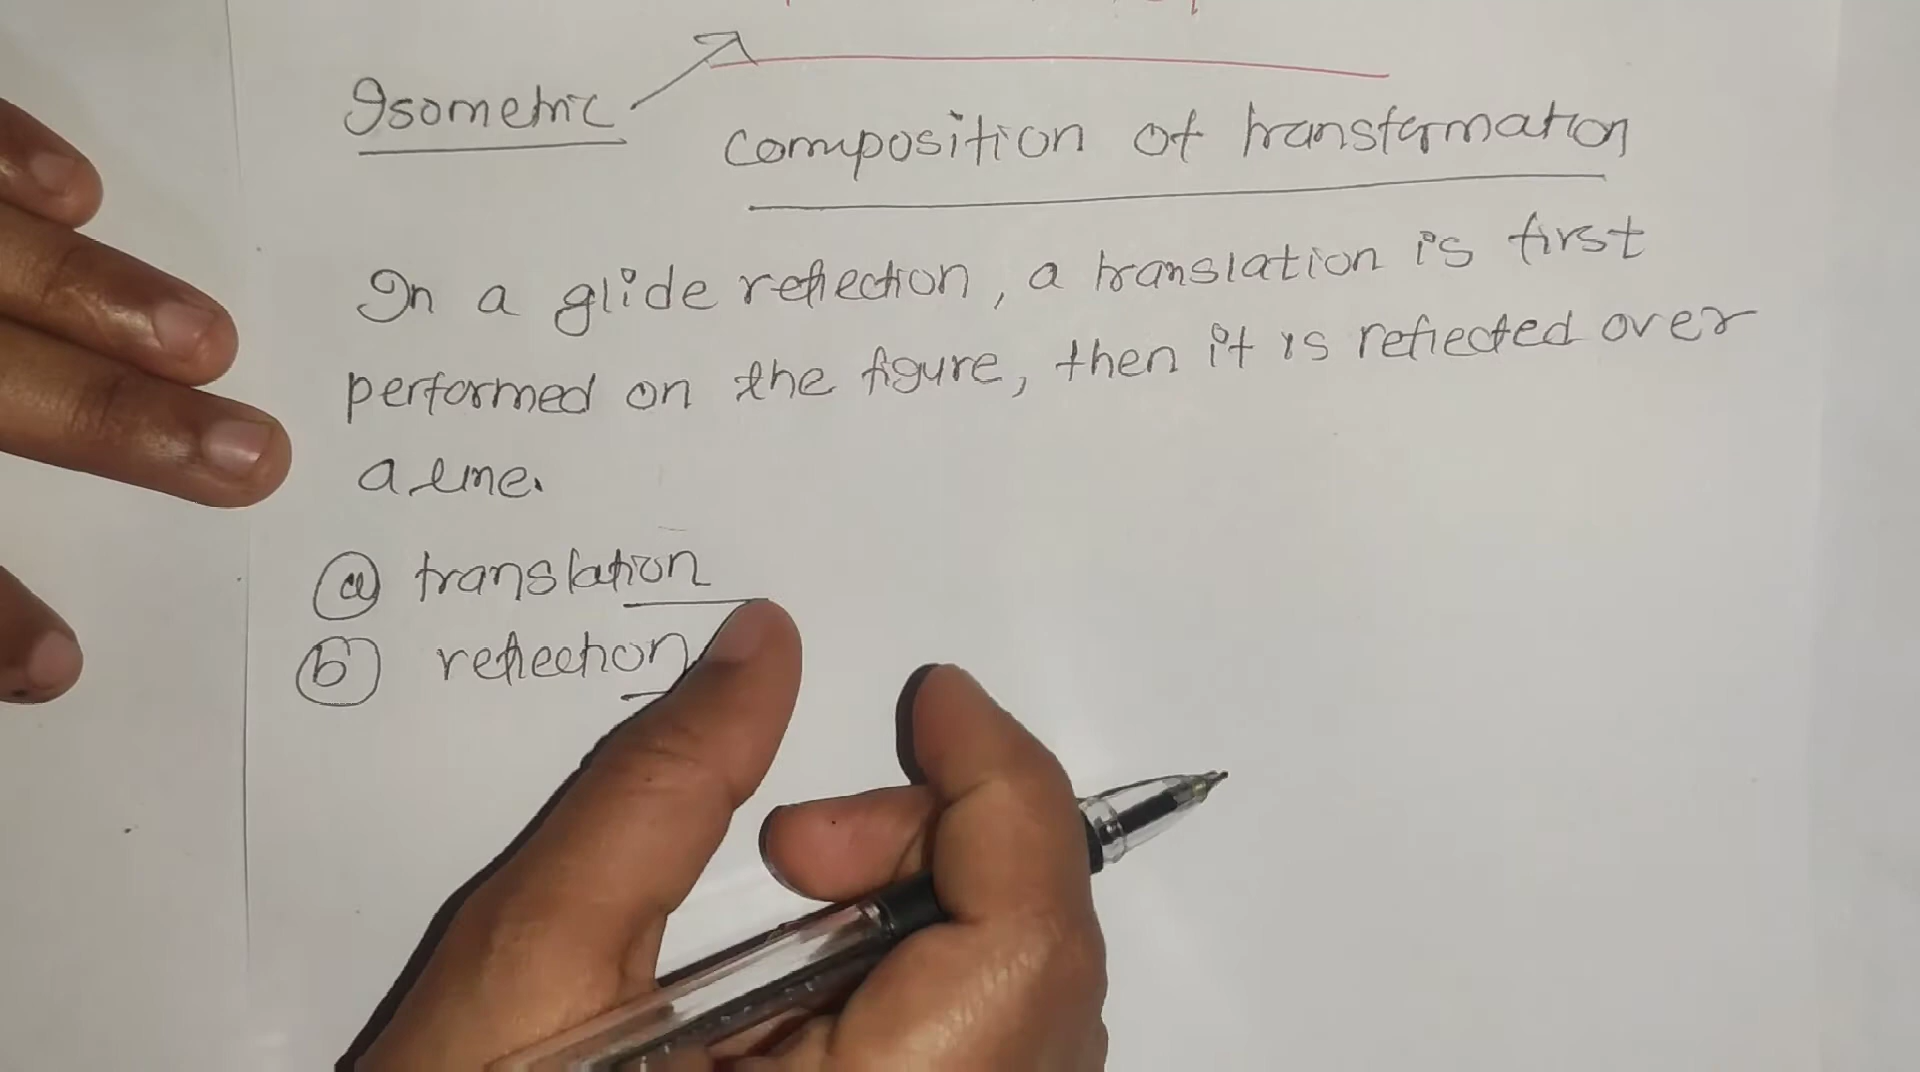 Isometric
composition of transformation
In a glide reflection, a translation is first
performed on the figure, then it is reflected over
a line.
(a) translation
(b) reflection